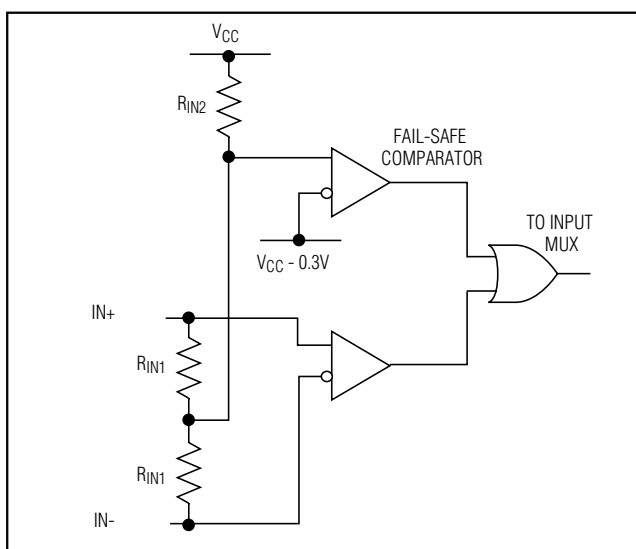 VCC
RIN2
FAIL-SAFE
COMPARATOR
TO INPUT
MUX
VCC - 0.3V
IN+
RIN1
RIN1
IN-